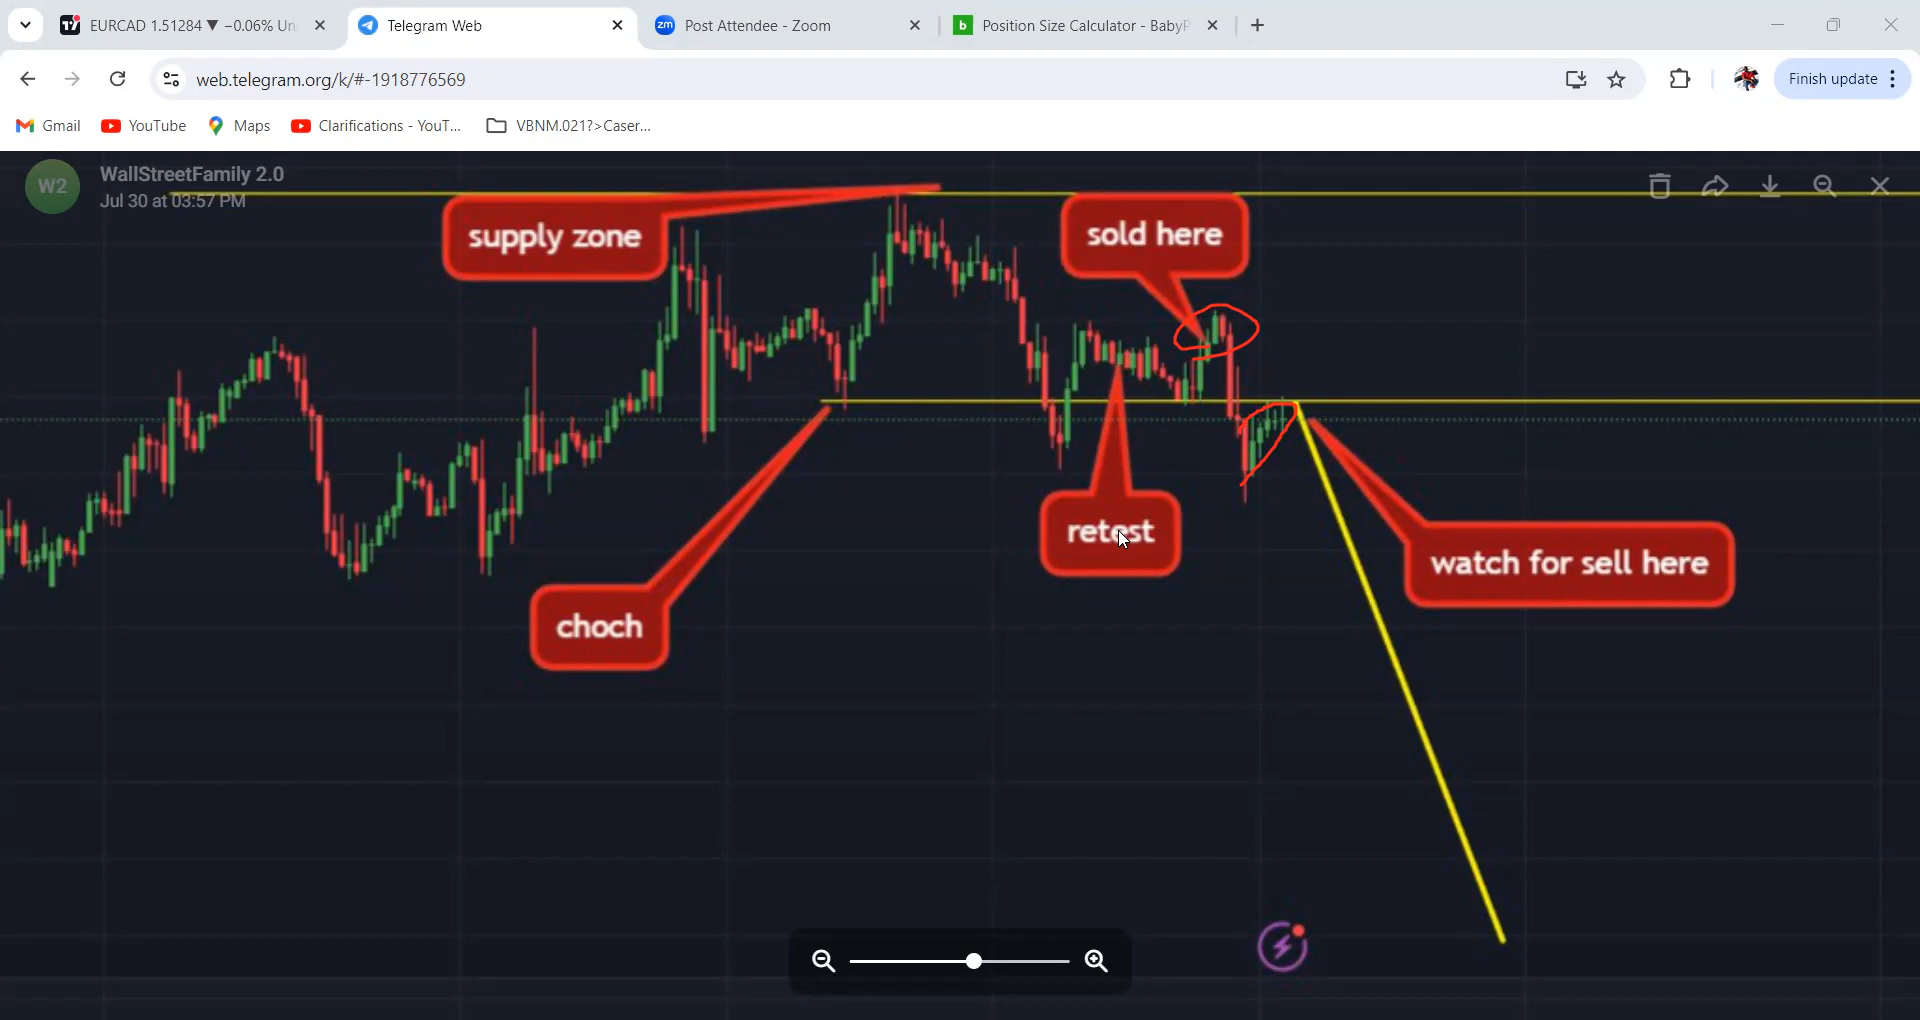 EURCAD 1.51284 ▼ −0.06% Un
Telegram Web
zm
Post Attendee - Zoom
b
Position Size Calculator - BabyP
web.telegram.org/k/#-1918776569
Finish update
Gmail
YouTube
Maps
Clarifications - YouT...
VBNM.021?>Caser...
W2
WallStreetFamily 2.0
Jul 30 at 03:57 PM
supply zone
sold here
retest
watch for sell here
choch